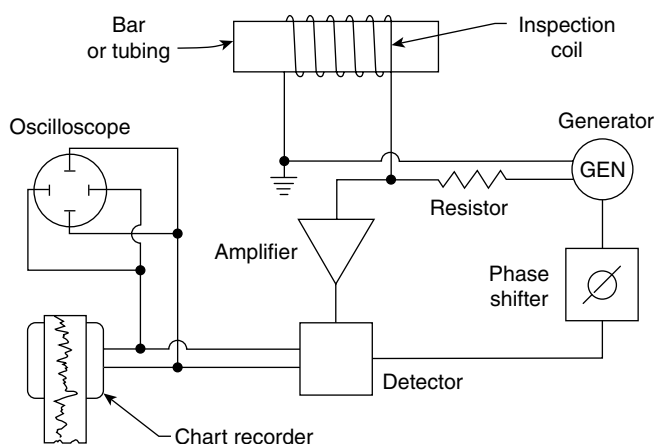 Bar
or tubing
Inspection
coil
Oscilloscope
Generator
GEN
Resistor
Amplifier
Phase
shifter
Detector
Chart recorder